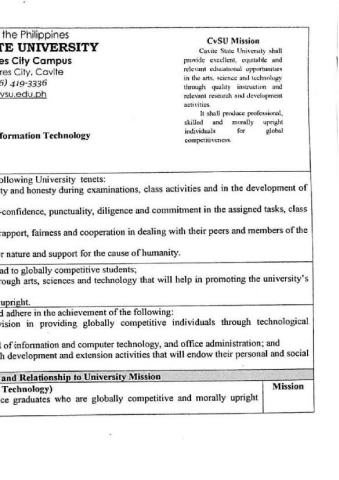 the Philippines
TE UNIVERSITY
es City Campus
res City, Cavite
6) 419-3336
vsu.edu.ph
formation Technology
CvSU Mission
Cavite State University shall
provide excellent, equitable and
relevant educational opportunities
in the arts, science and technology
through quality instruction and
relevant research and development
activities.
It shall produce professional,
skilled and morally upright
individuals for global
competitiveness.
ollowing University tenets:
ty and honesty during examinations, class activities and in the development of
-confidence, punctuality, diligence and commitment in the assigned tasks, class
rapport, fairness and cooperation in dealing with their peers and members of the
r nature and support for the cause of humanity.
ad to globally competitive students;
rough arts, sciences and technology that will help in promoting the university's
upright.
d adhere in the achievement of the following:
vision in providing globally competitive individuals through technological
l of information and computer technology, and office administration; and
h development and extension activities that will endow their personal and social
and Relationship to University Mission
Technology) Mission
ce graduates who are globally competitive and morally upright